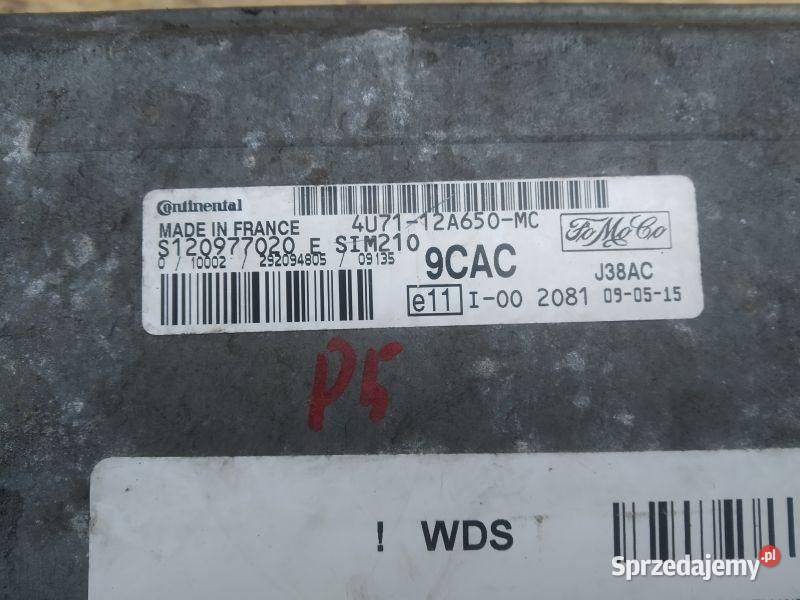 Continental
4U71-12A650-MC
MADE IN FRANCE
S120977020 E SIM210
0 / 10002 / 292094805 / 09135
9CAC
FoMoCo
J38AC
e11 I-00 2081 09-05-15
P5
! WDS
Sprzedajemy.pl